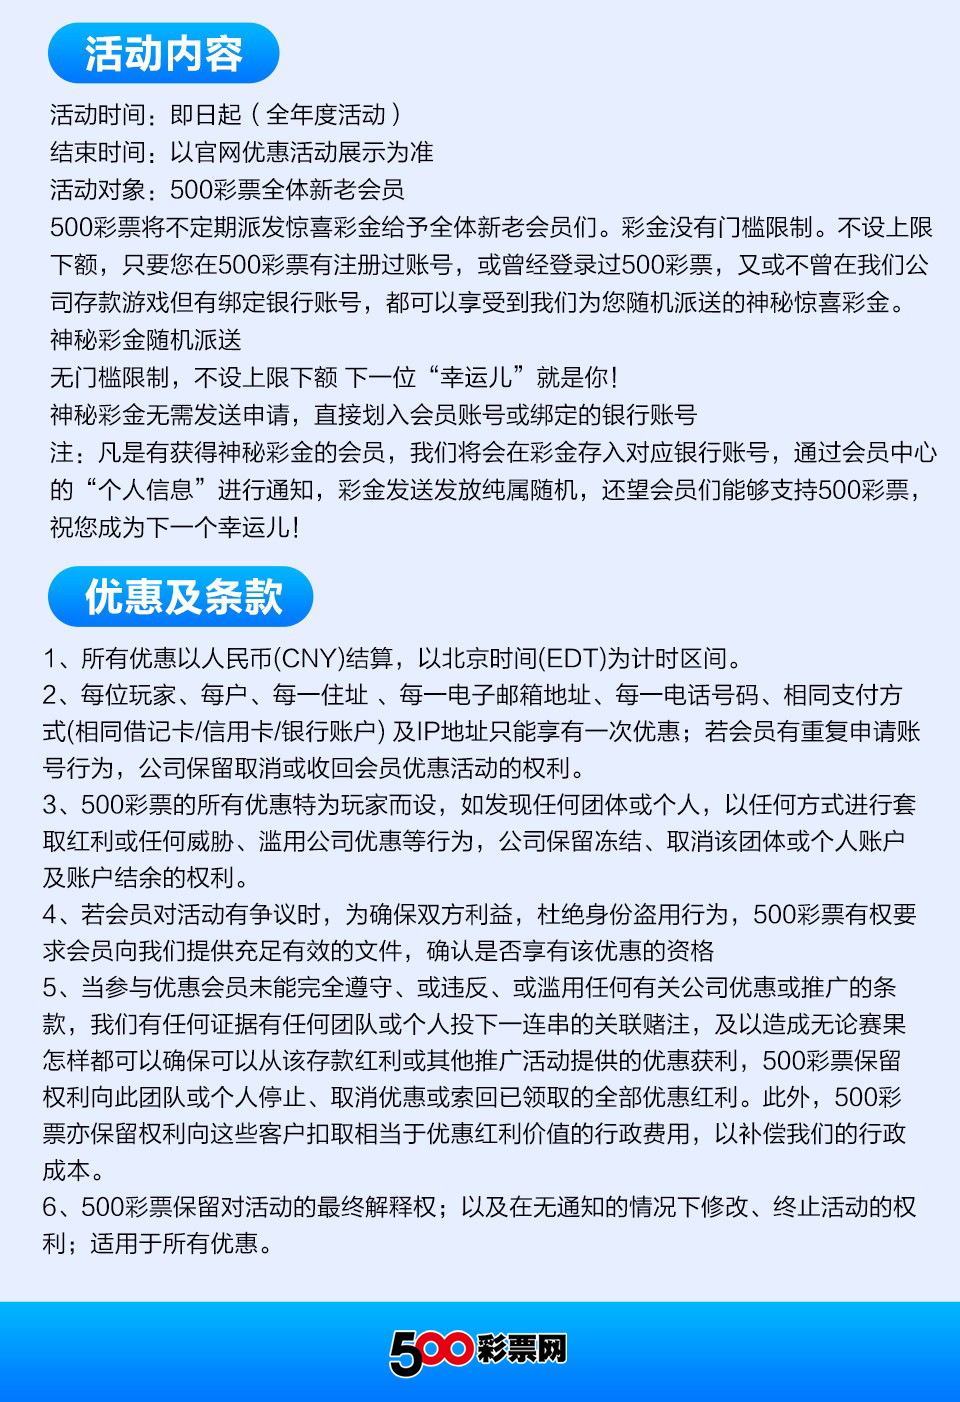 活动内容
活动时间：即日起（全年度活动）
结束时间：以官网优惠活动展示为准
活动对象：500彩票全体新老会员
500彩票将不定期派发惊喜彩金给予全体新老会员们。彩金没有门槛限制。不设上限
下额，只要您在500彩票有注册过账号，或曾经登录过500彩票，又或不曾在我们公
司存款游戏但有绑定银行账号，都可以享受到我们为您随机派送的神秘惊喜彩金。
神秘彩金随机派送
无门槛限制，不设上限下额 下一位“幸运儿”就是你！
神秘彩金无需发送申请，直接划入会员账号或绑定的银行账号
注：凡是有获得神秘彩金的会员，我们将会在彩金存入对应银行账号，通过会员中心
的“个人信息”进行通知，彩金发送发放纯属随机，还望会员们能够支持500彩票，
祝您成为下一个幸运儿！
优惠及条款
1、所有优惠以人民币(CNY)结算，以北京时间(EDT)为计时区间。
2、每位玩家、每户、每一住址 、每一电子邮箱地址、每一电话号码、相同支付方
式(相同借记卡/信用卡/银行账户) 及IP地址只能享有一次优惠；若会员有重复申请账
号行为，公司保留取消或收回会员优惠活动的权利。
3、500彩票的所有优惠特为玩家而设，如发现任何团体或个人，以任何方式进行套
取红利或任何威胁、滥用公司优惠等行为，公司保留冻结、取消该团体或个人账户
及账户结余的权利。
4、若会员对活动有争议时，为确保双方利益，杜绝身份盗用行为，500彩票有权要
求会员向我们提供充足有效的文件，确认是否享有该优惠的资格
5、当参与优惠会员未能完全遵守、或违反、或滥用任何有关公司优惠或推广的条
款，我们有任何证据有任何团队或个人投下一连串的关联赌注，及以造成无论赛果
怎样都可以确保可以从该存款红利或其他推广活动提供的优惠获利，500彩票保留
权利向此团队或个人停止、取消优惠或索回已领取的全部优惠红利。此外，500彩
票亦保留权利向这些客户扣取相当于优惠红利价值的行政费用，以补偿我们的行政
成本。
6、500彩票保留对活动的最终解释权；以及在无通知的情况下修改、终止活动的权
利；适用于所有优惠。
500彩票网